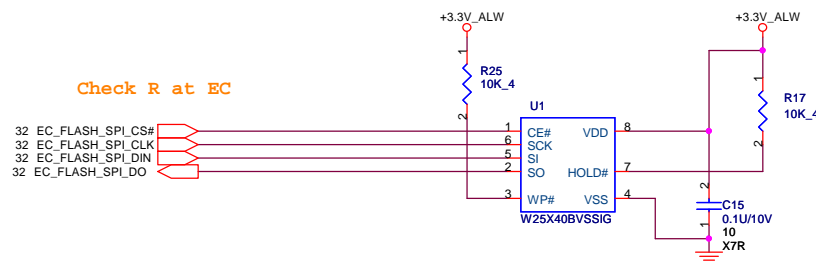 +3.3V_ALW
+3.3V_ALW
1
R25
10K_4
2
1
R17
10K_4
2
Check R at EC
U1
32 EC_FLASH_SPI_CS#
32 EC_FLASH_SPI_CLK
32 EC_FLASH_SPI_DIN
32 EC_FLASH_SPI_DO
1 CE# VDD 8
6 SCK
5 SI
2 SO HOLD# 7
3 WP# VSS 4
W25X40BVSSIG
2
C15
0.1U/10V
1
10
X7R